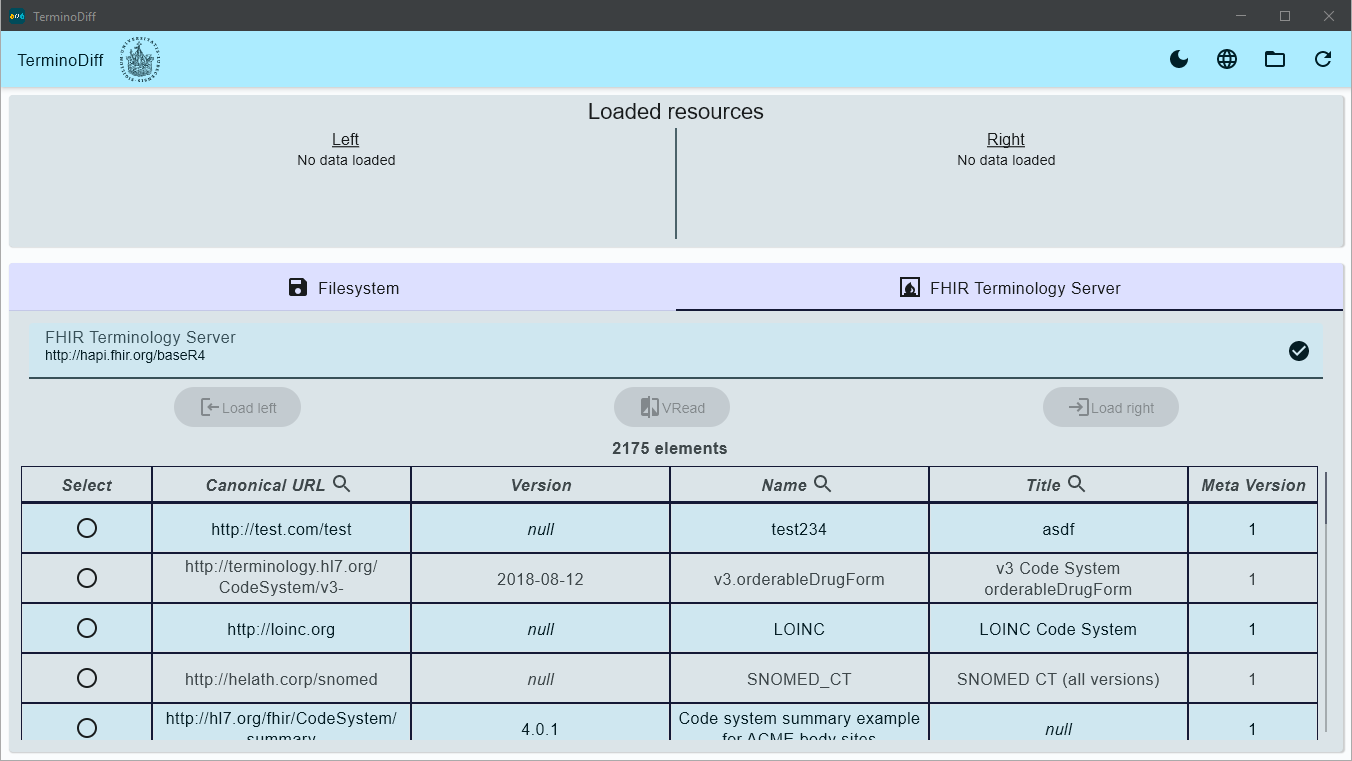 TerminoDiff
TerminoDiff
Loaded resources
Left
Right
No data loaded
No data loaded
Filesystem
FHIR Terminology Server
FHIR Terminology Server
http://hapi.fhir.org/baseR4
Load left
VRead
Load right
2175 elements
Select Canonical URL Version Name Title Meta Version
http://test.com/test null test234 asdf 1
http://terminology.hl7.org/
CodeSystem/v3-
2018-08-12 v3.orderableDrugForm
v3 Code System
orderableDrugForm
1
http://loinc.org null LOINC LOINC Code System 1
http://helath.corp/snomed null SNOMED_CT SNOMED CT (all versions) 1
http://hl7.org/fhir/CodeSystem/
summary
4.0.1
Code system summary example
for ACME body sites
null 1